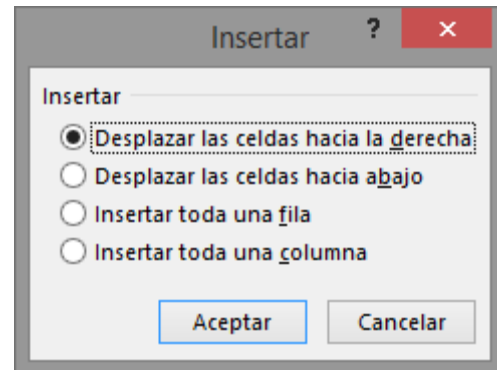 Insertar ?
Insertar
Desplazar las celdas hacia la derecha
Desplazar las celdas hacia abajo
Insertar toda una fila
Insertar toda una columna
Aceptar Cancelar